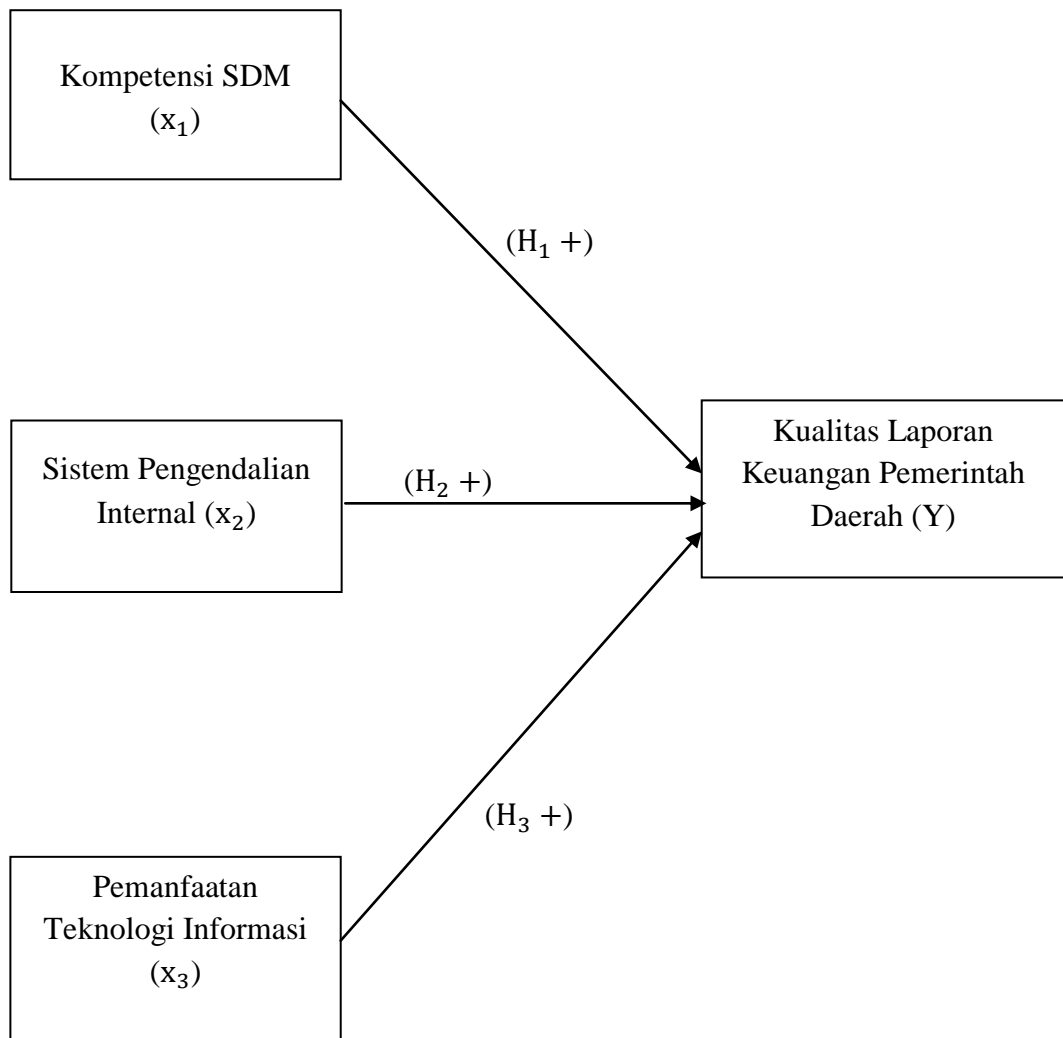 Kompetensi SDM
(x₁)
(H₁ +)
Sistem Pengendalian
Internal (x₂)
(H₂ +)
Kualitas Laporan
Keuangan Pemerintah
Daerah (Y)
(H₃ +)
Pemanfaatan
Teknologi Informasi
(x₃)